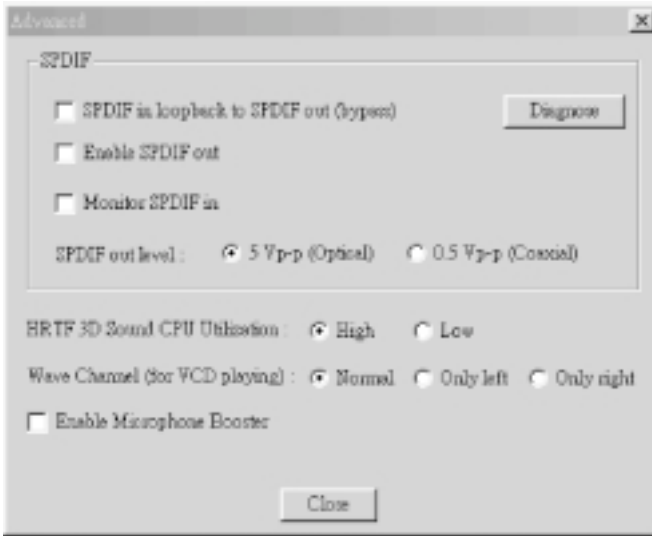 Advanced
SPDIF
SPDIF in loopback to SPDIF out (bypass)
Diagnose
Enable SPDIF out
Monitor SPDIF in
SPDIF out level : 5 Vp-p (Optical) 0.5 Vp-p (Coaxial)
HRTF 3D Sound CPU Utilization : High Low
Wave Channel (for VCD playing) : Normal Only left Only right
Enable Microphone Booster
Close